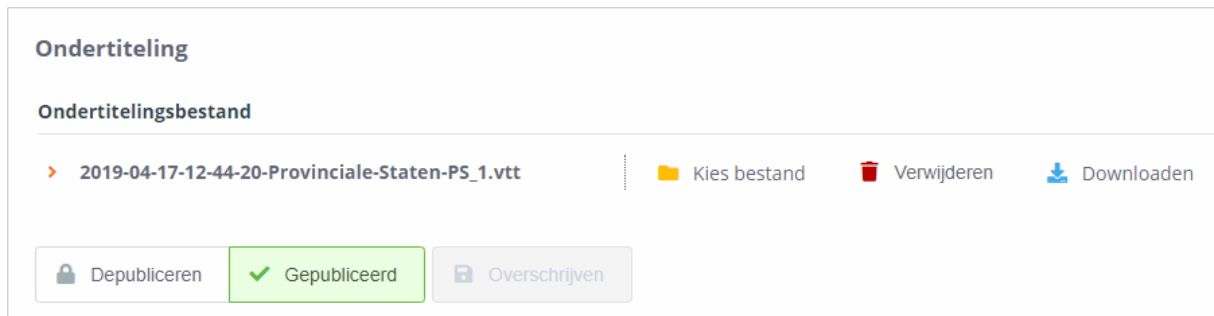 Ondertiteling
Ondertitelingsbestand
2019-04-17-12-44-20-Provinciale-Staten-PS_1.vtt Kies bestand Verwijderen Downloaden
Depubliceren Gepubliceerd Overschrijven